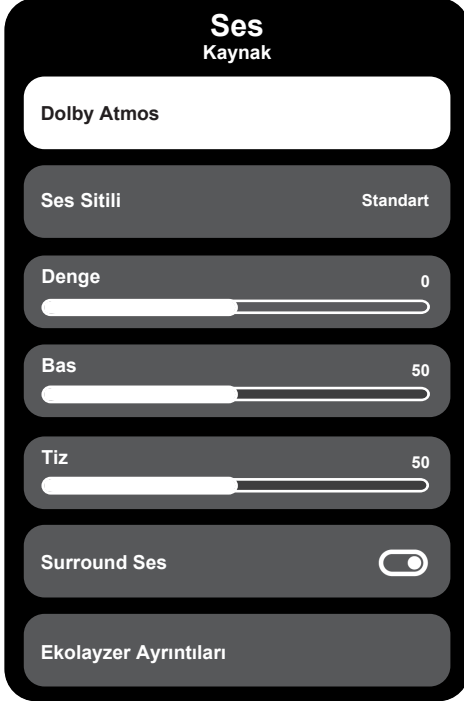 Ses
Kaynak
Dolby Atmos
Ses Sitili Standart
Denge 0
Bas 50
Tiz 50
Surround Ses
Ekolayzer Ayrıntıları